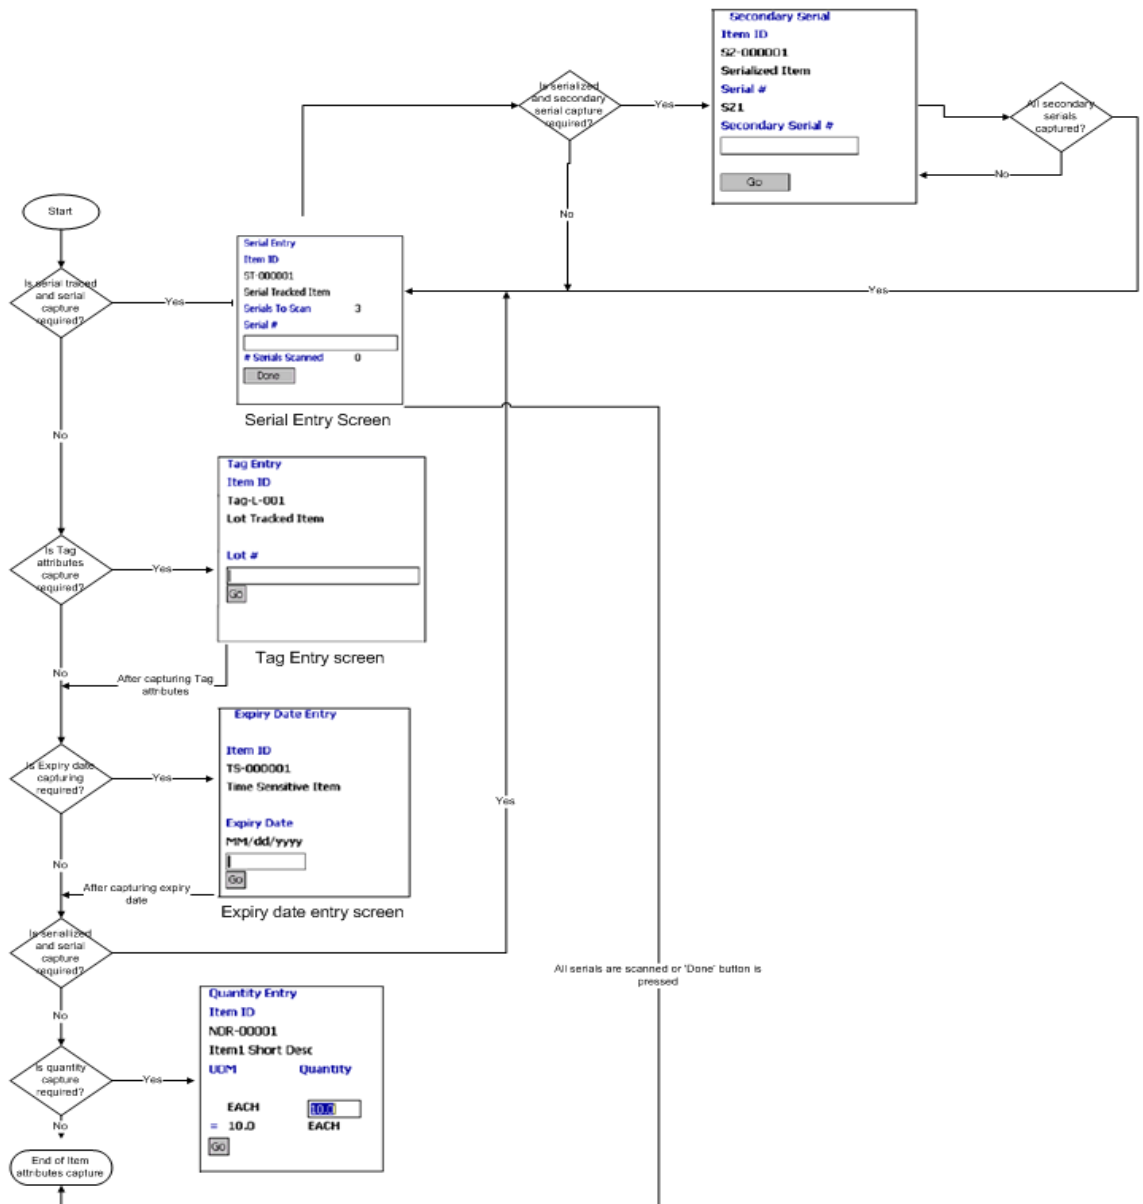 Secondary Serial
Item ID
S2-000001
Serialized Item
Serial #
S21
Secondary Serial #
Go
Is serialized
and secondary
serial capture
required?
Yes
All secondary
serials
captured?
No
No
Yes
Start
Is serial traced
and serial
capture
required?
Yes
Serial Entry
Item ID
ST-000001
Serial Tracked Item
Serials To Scan 3
Serial #
# Serials Scanned 0
Done
Serial Entry Screen
No
Tag Entry
Item ID
Tag-L-001
Lot Tracked Item
Lot #
Go
Tag Entry screen
Is Tag
attributes
capture
required?
Yes
No
After capturing Tag
attributes
Expiry Date Entry
Item ID
TS-000001
Time Sensitive Item
Expiry Date
MM/dd/yyyy
Go
Expiry date entry screen
Is Expiry date
capturing
required?
Yes
Yes
No
After capturing expiry
date
Is serialized
and serial
capture
required?
All serials are scanned or 'Done' button is
pressed
No
Quantity Entry
Item ID
NOR-00001
Item1 Short Desc
UOM Quantity
EACH 10.0
= 10.0 EACH
Go
Is quantity
capture
required?
Yes
No
End of Item
attributes capture